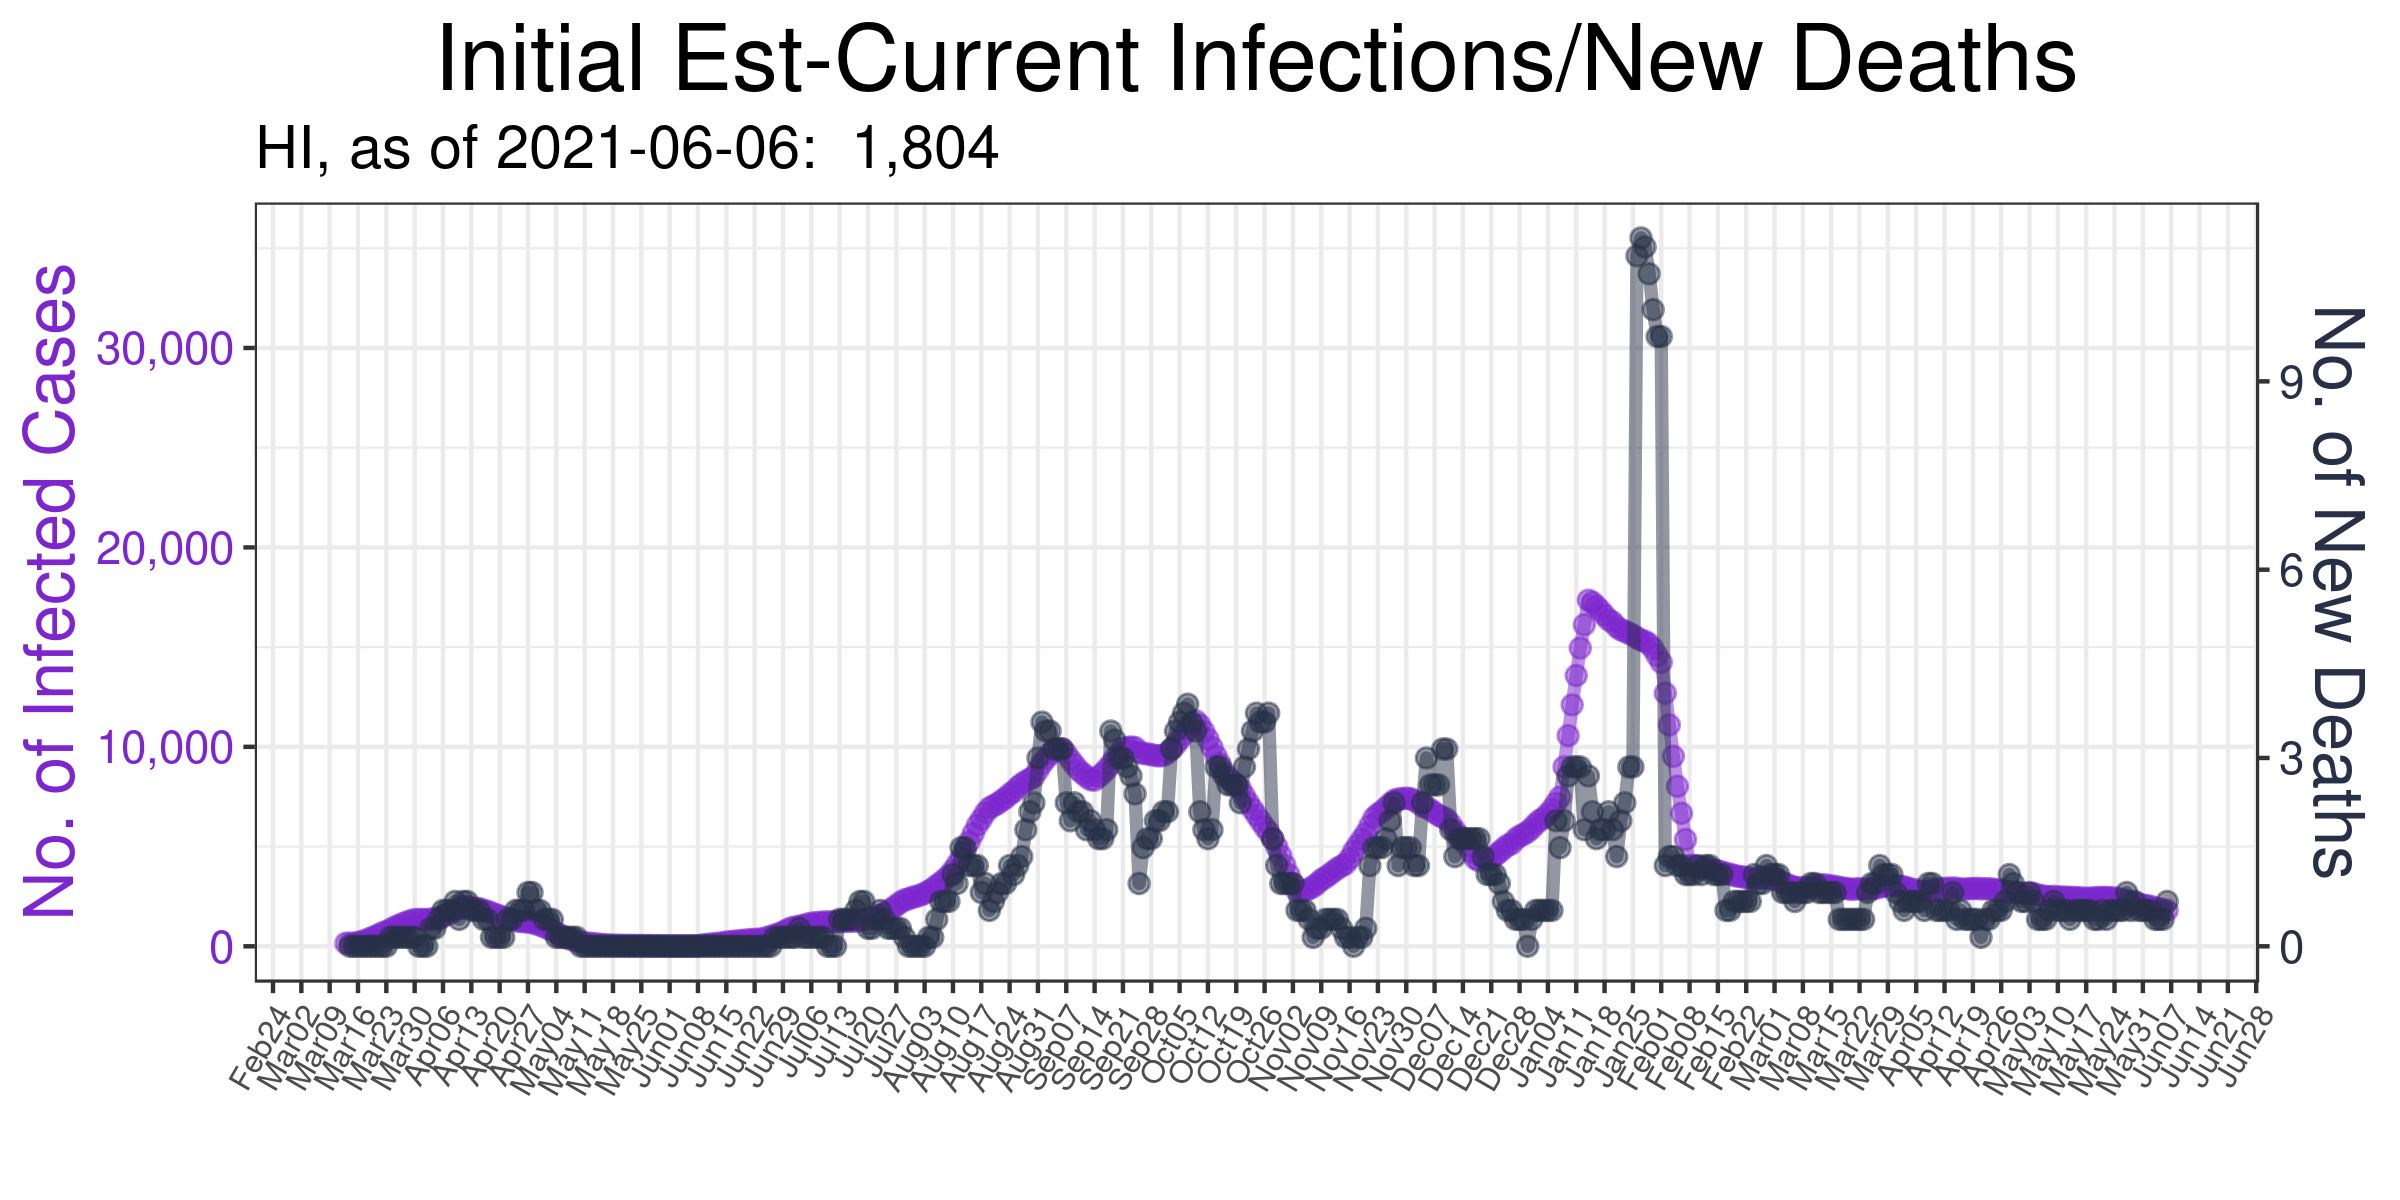 Initial Est-Current Infections/New Deaths
HI, as of 2021-06-06:  1,804
No. of Infected Cases
30,000
20,000
10,000
0
No. of New Deaths
9
6
3
0
Feb24
Mar02
Mar09
Mar16
Mar23
Mar30
Apr06
Apr13
Apr20
Apr27
May04
May11
May18
May25
Jun01
Jun08
Jun15
Jun22
Jun29
Jul06
Jul13
Jul20
Jul27
Aug03
Aug10
Aug17
Aug24
Aug31
Sep07
Sep14
Sep21
Sep28
Oct05
Oct12
Oct19
Oct26
Nov02
Nov09
Nov16
Nov23
Nov30
Dec07
Dec14
Dec21
Dec28
Jan04
Jan11
Jan18
Jan25
Feb01
Feb08
Feb15
Feb22
Mar01
Mar08
Mar15
Mar22
Mar29
Apr05
Apr12
Apr19
Apr26
May03
May10
May17
May24
May31
Jun07
Jun14
Jun21
Jun28